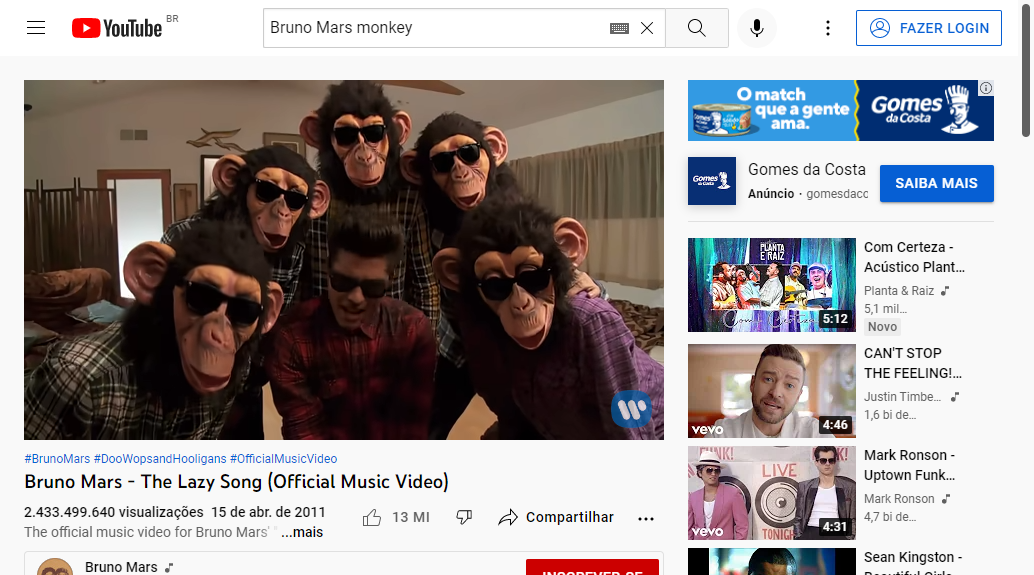 YouTube BR
Bruno Mars monkey
FAZER LOGIN
O match
que a gente
ama.
Gomes
da Costa
Gomes
da Costa
Gomes da Costa
Anúncio · gomesdacc
SAIBA MAIS
PLANTA
E RAIZ
5:12
Com Certeza -
Acústico Plant...
Planta & Raiz
5,1 mil...
Novo
vevo
4:46
CAN'T STOP
THE FEELING!...
Justin Timbe...
1,6 bi de...
LIVE
TONIGH
vevo
4:31
Mark Ronson -
Uptown Funk...
Mark Ronson
4,7 bi de...
Sean Kingston -
#BrunoMars #DooWopsandHooligans #OfficialMusicVideo
Bruno Mars - The Lazy Song (Official Music Video)
2.433.499.640 visualizações 15 de abr. de 2011
13 MI
Compartilhar
The official music video for Bruno Mars' " ...mais
Bruno Mars
INSCREVER-SE